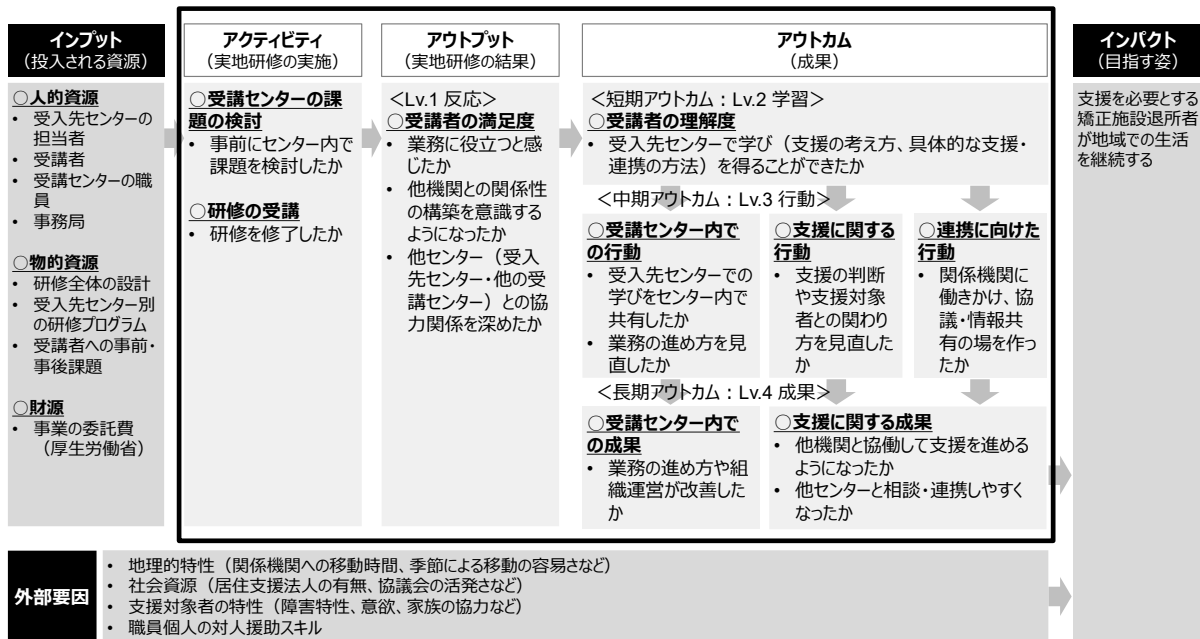 インプット
（投入される資源）
○人的資源
• 受入先センターの
担当者
• 受講者
• 受講センターの職
員
• 事務局
○物的資源
• 研修全体の設計
• 受入先センター別
の研修プログラム
• 受講者への事前・
事後課題
○財源
• 事業の委託費
（厚生労働省）
アクティビティ
（実地研修の実施）
○受講センターの課
題の検討
• 事前にセンター内で
課題を検討したか
○研修の受講
• 研修を修了したか
アウトプット
（実地研修の結果）
＜Lv.1 反応＞
○受講者の満足度
• 業務に役立つと感
じたか
• 他機関との関係性
の構築を意識する
ようになったか
• 他センター（受入
先センター・他の受
講センター）との協
力関係を深めたか
アウトカム
（成果）
＜短期アウトカム：Lv.2 学習＞
○受講者の理解度
• 受入先センターで学び（支援の考え方、具体的な支援・
連携の方法）を得ることができたか
＜中期アウトカム：Lv.3 行動＞
○受講センター内で
の行動
• 受入先センターでの
学びをセンター内で
共有したか
• 業務の進め方を見
直したか
○支援に関する
行動
• 支援の判断
や支援対象
者との関わり
方を見直した
か
○連携に向けた
行動
• 関係機関に
働きかけ、協
議・情報共
有の場を作っ
たか
＜長期アウトカム：Lv.4 成果＞
○受講センター内で
の成果
• 業務の進め方や組
織運営が改善した
か
○支援に関する成果
• 他機関と協働して支援を進める
ようになったか
• 他センターと相談・連携しやすく
なったか
インパクト
（目指す姿）
支援を必要とする
矯正施設退所者
が地域での生活
を継続する
外部要因
• 地理的特性（関係機関への移動時間、季節による移動の容易さなど）
• 社会資源（居住支援法人の有無、協議会の活発さなど）
• 支援対象者の特性（障害特性、意欲、家族の協力など）
• 職員個人の対人援助スキル